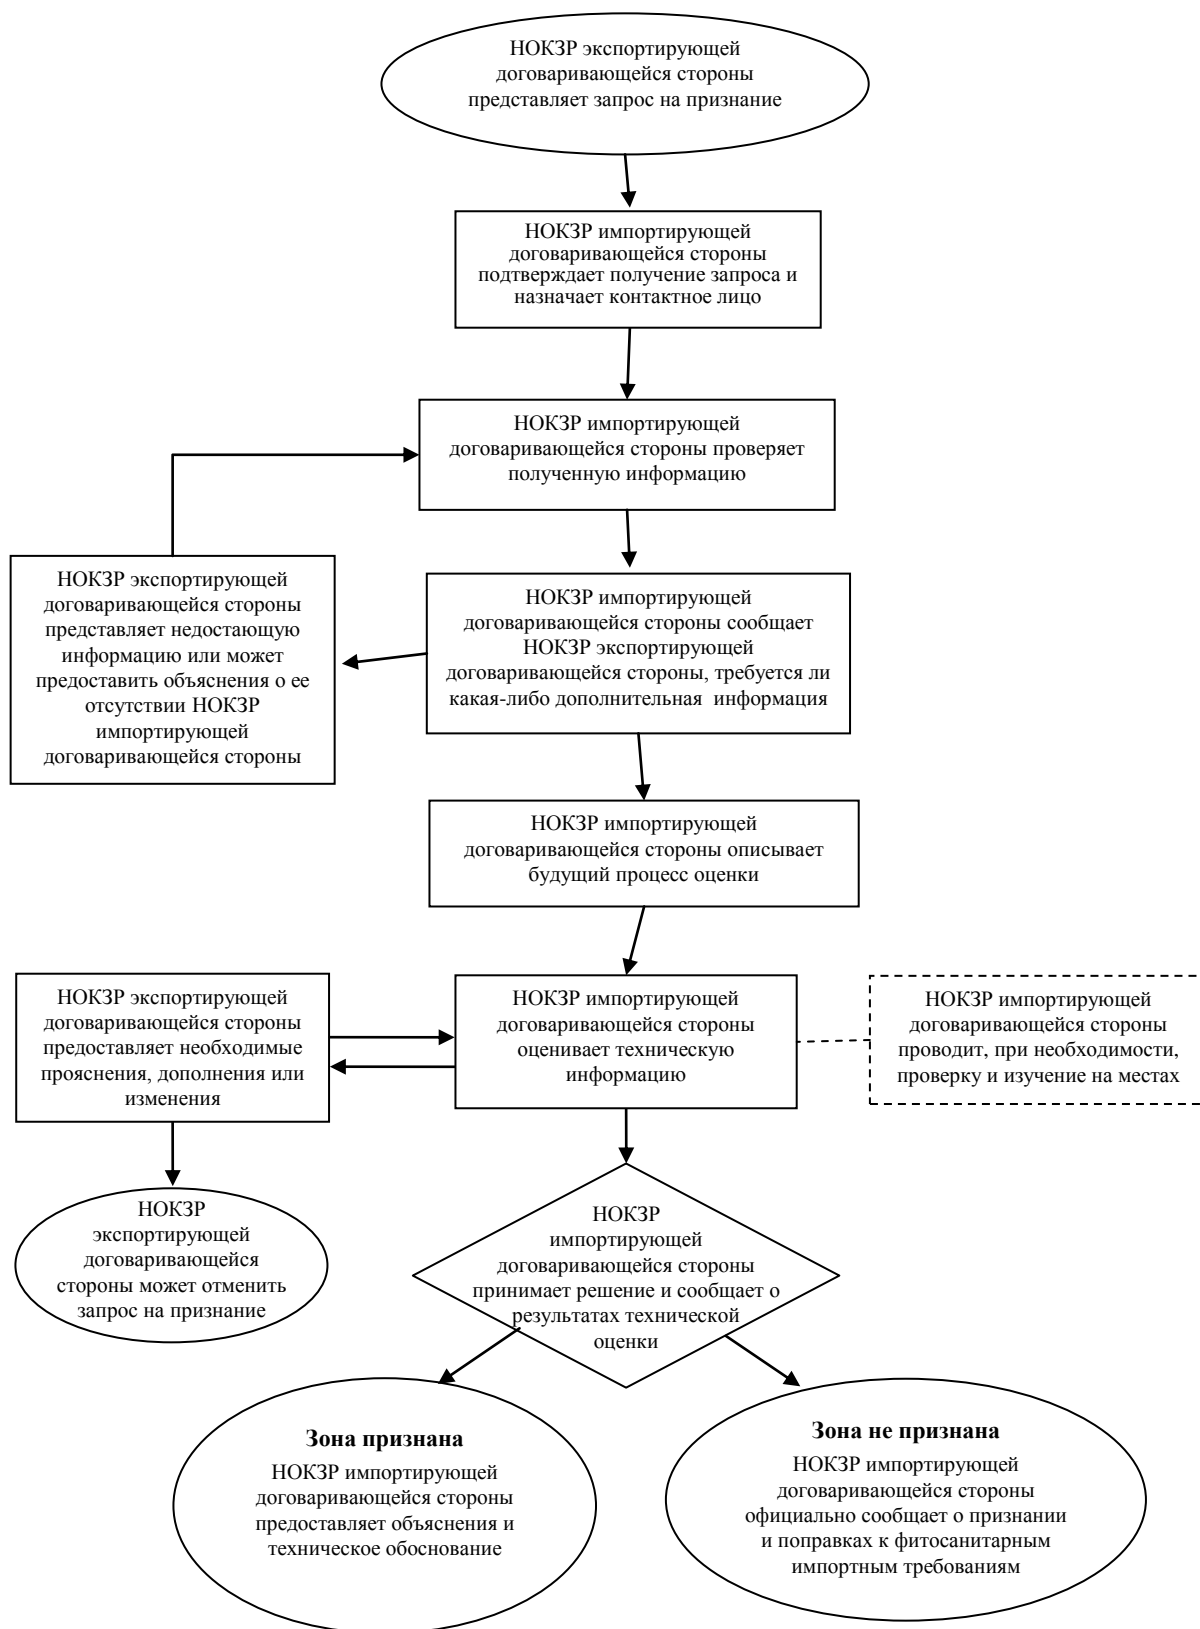 НОКЗР экспортирующей
договаривающейся стороны
представляет запрос на признание
НОКЗР импортирующей
договаривающейся стороны
подтверждает получение запроса и
назначает контактное лицо
НОКЗР импортирующей
договаривающейся стороны проверяет
полученную информацию
НОКЗР экспортирующей
договаривающейся стороны
представляет недостающую
информацию или может
предоставить объяснения о ее
отсутствии НОКЗР
импортирующей
договаривающейся стороны
НОКЗР импортирующей
договаривающейся стороны сообщает
НОКЗР экспортирующей
договаривающейся стороны, требуется ли
какая-либо дополнительная информация
НОКЗР импортирующей
договаривающейся стороны описывает
будущий процесс оценки
НОКЗР экспортирующей
договаривающейся стороны
предоставляет необходимые
прояснения, дополнения или
изменения
НОКЗР импортирующей
договаривающейся стороны
оценивает техническую
информацию
НОКЗР импортирующей
договаривающейся стороны
проводит, при необходимости,
проверку и изучение на местах
НОКЗР
экспортирующей
договаривающейся
стороны может отменить
запрос на признание
НОКЗР
импортирующей
договаривающейся стороны
принимает решение и сообщает о
результатах технической
оценки
Зона признана
НОКЗР импортирующей
договаривающейся стороны
предоставляет объяснения и
техническое обоснование
Зона не признана
НОКЗР импортирующей
договаривающейся стороны
официально сообщает о признании
и поправках к фитосанитарным
импортным требованиям